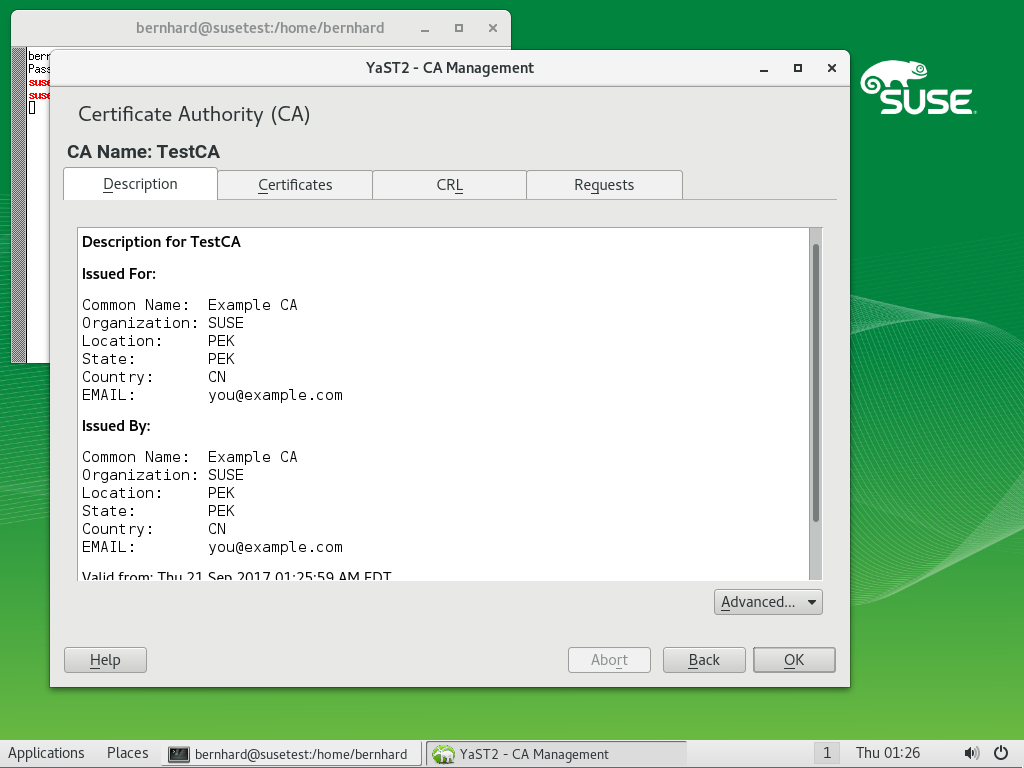 bernhard@susetest:/home/bernhard
YaST2 - CA Management
Certificate Authority (CA)
CA Name: TestCA
Description
Certificates
CRL
Requests
Description for TestCA
Issued For:
Common Name: Example CA
Organization: SUSE
Location: PEK
State: PEK
Country: CN
EMAIL: you@example.com
Issued By:
Common Name: Example CA
Organization: SUSE
Location: PEK
State: PEK
Country: CN
EMAIL: you@example.com
Valid from: Thu 21 Sep 2017 01:25:59 AM EDT
Advanced...
Help
Abort
Back
OK
SUSE
Applications
Places
bernhard@susetest:/home/bernhard
YaST2 - CA Management
1
Thu 01:26